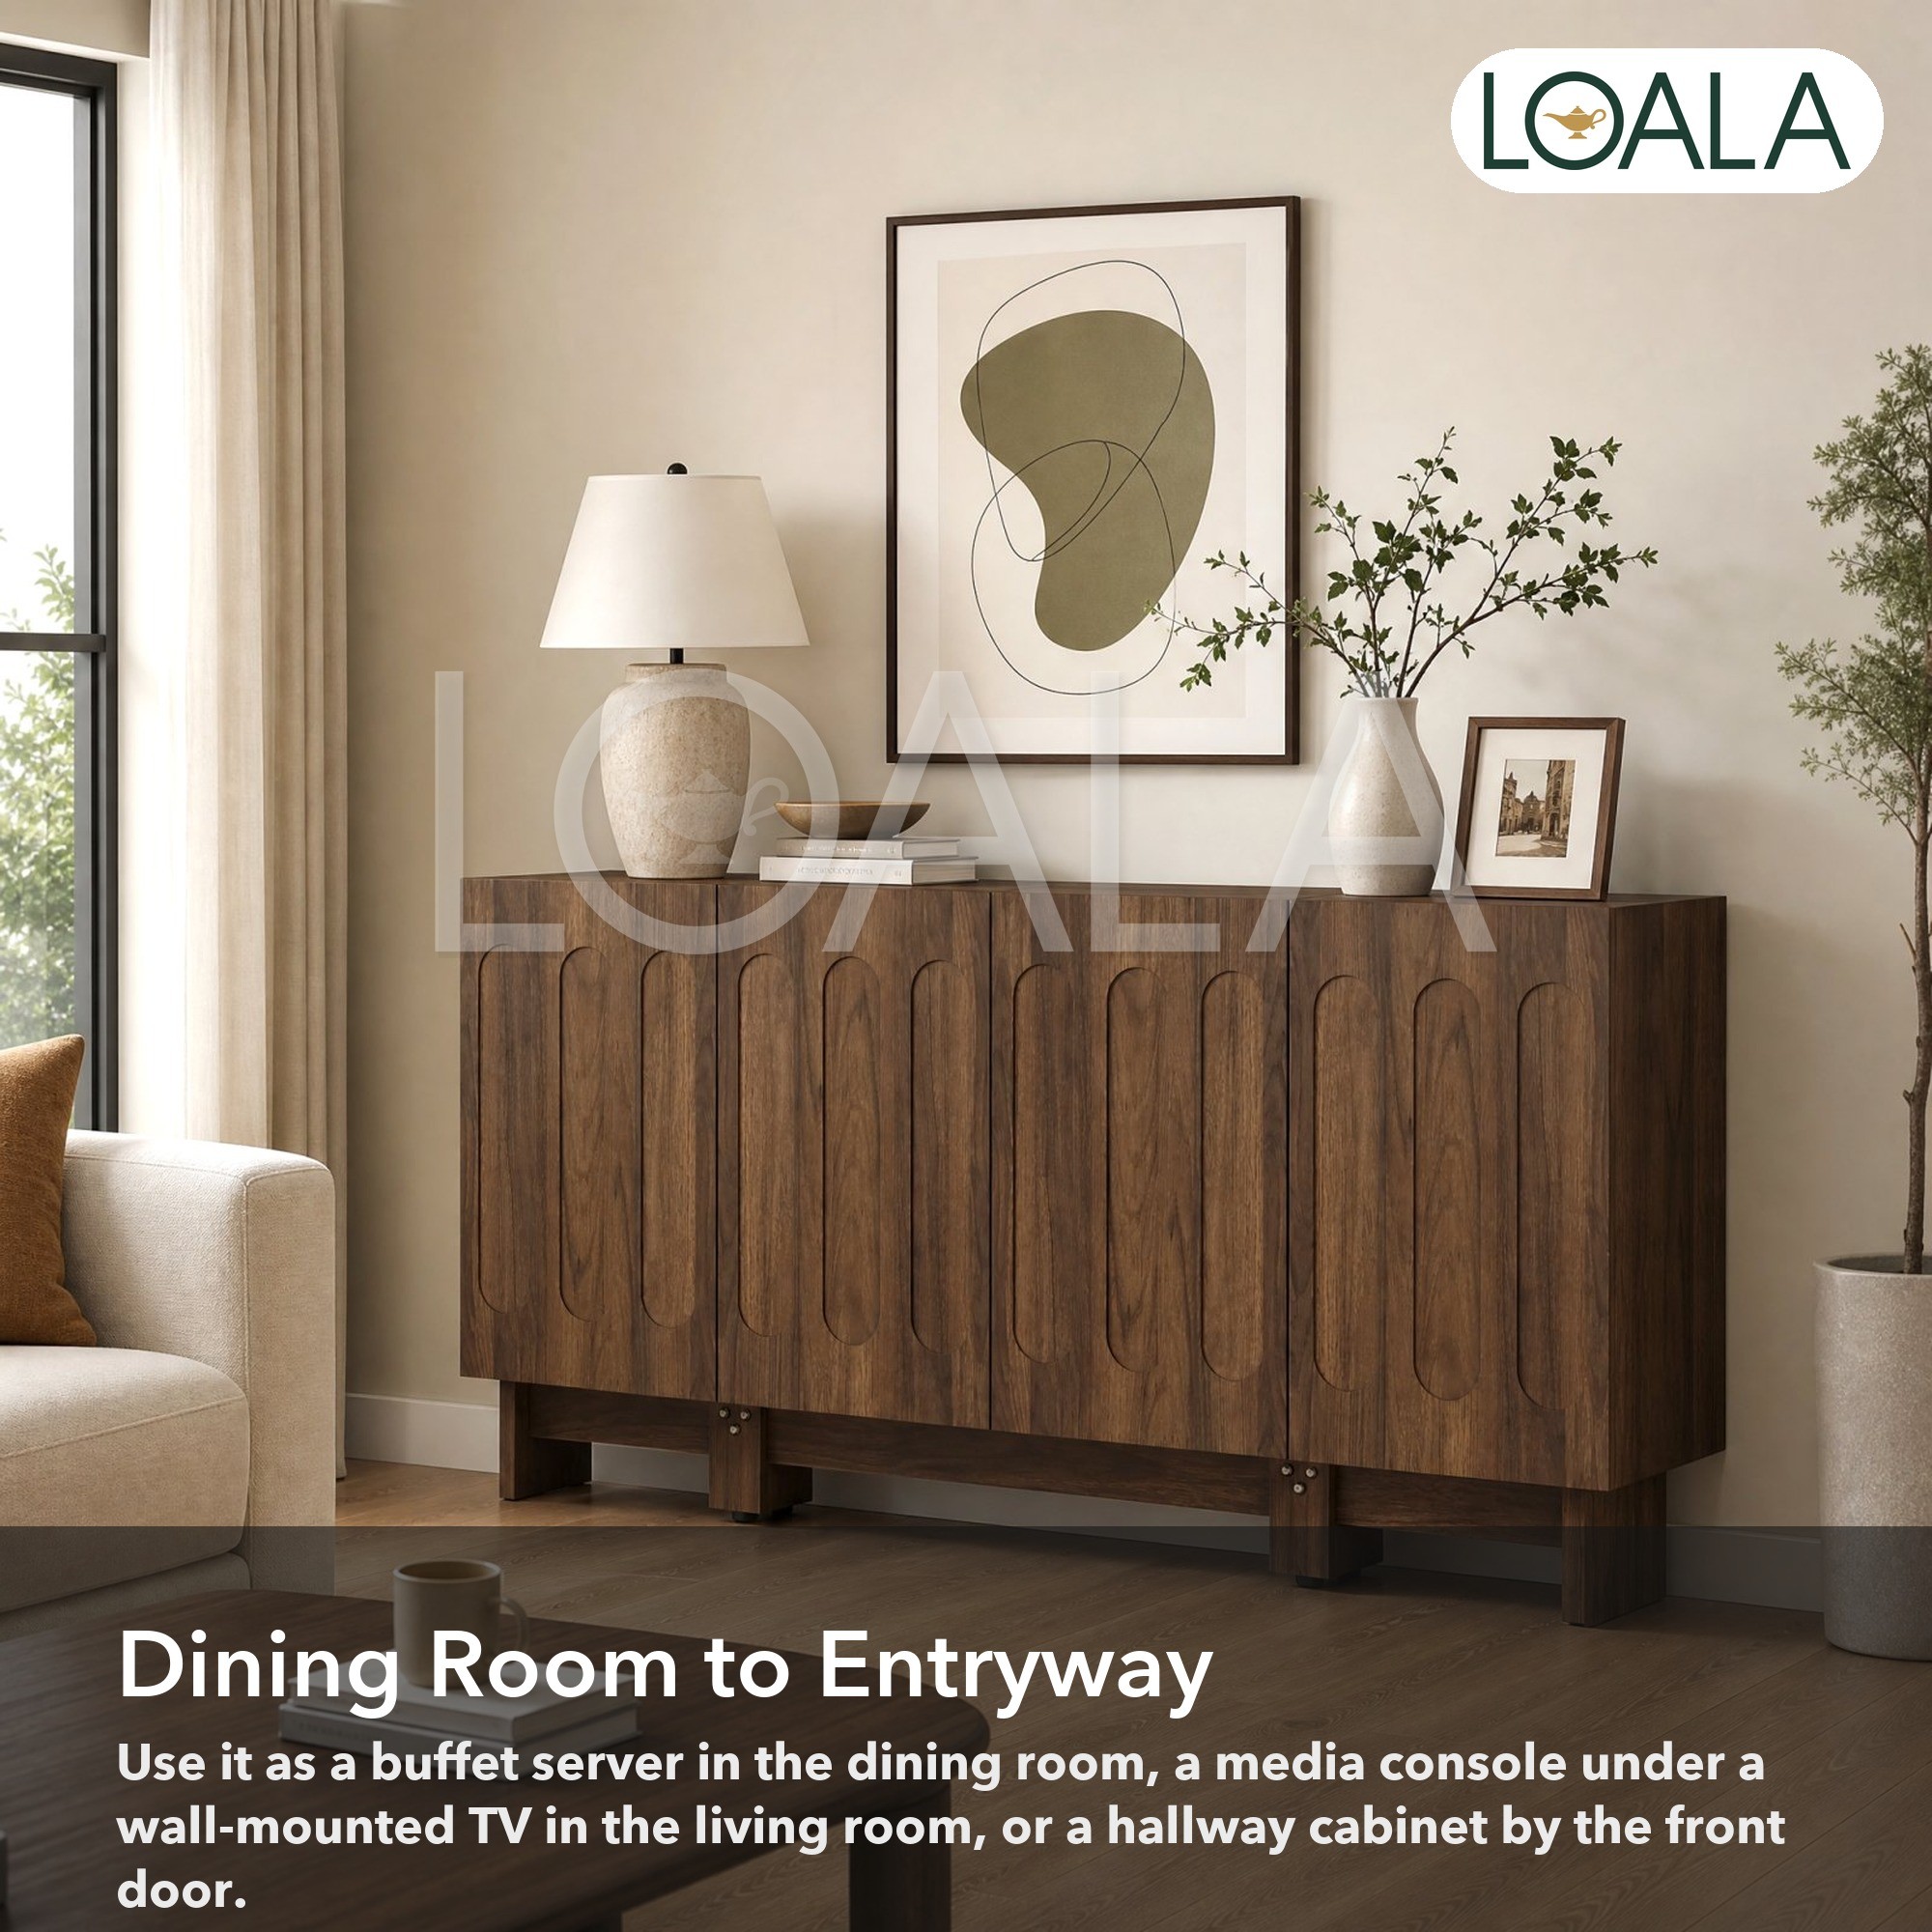 LOALA
LOALA
Dining Room to Entryway
Use it as a buffet server in the dining room, a media console under a
wall-mounted TV in the living room, or a hallway cabinet by the front
door.